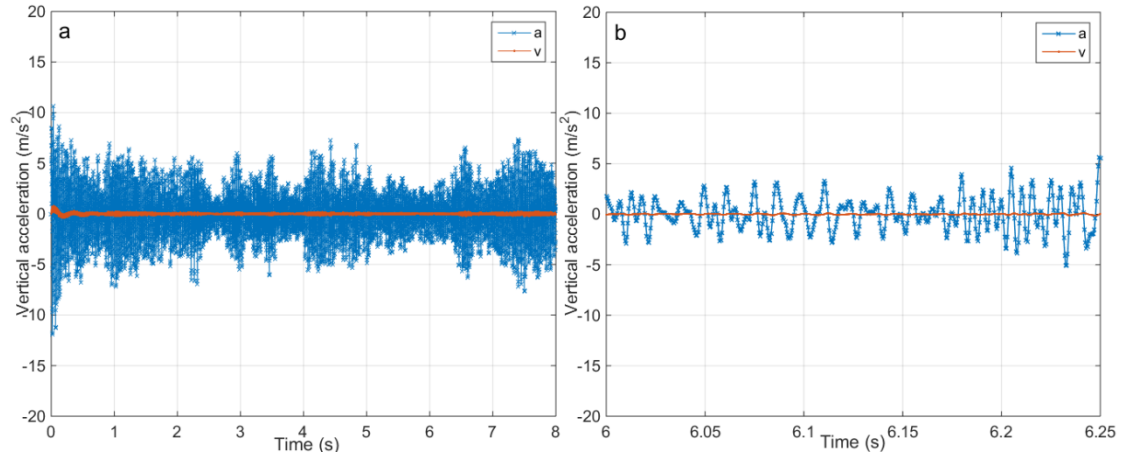 a
a
v
20
15
10
5
0
-5
-10
-15
-20
Vertical acceleration (m/s²)
0 1 2 3 4 5 6 7 8
Time (s)
b
a
v
20
15
10
5
0
-5
-10
-15
-20
Vertical acceleration (m/s²)
6 6.05 6.1 6.15 6.2 6.25
Time (s)